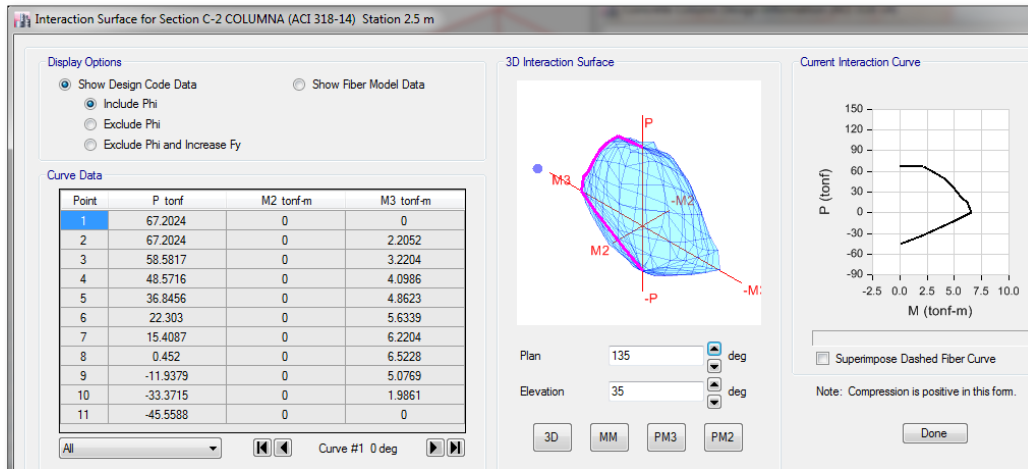 Interaction Surface for Section C-2 COLUMNA (ACI 318-14) Station 2.5 m
Display Options
Show Design Code Data
Show Fiber Model Data
Include Phi
Exclude Phi
Exclude Phi and Increase Fy
Curve Data
Point P tonf M2 tonf-m M3 tonf-m
1 67.2024 0 0
2 67.2024 0 2.2052
3 58.5817 0 3.2204
4 48.5716 0 4.0986
5 36.8456 0 4.8623
6 22.303 0 5.6339
7 15.4087 0 6.2204
8 0.452 0 6.5228
9 -11.9379 0 5.0769
10 -33.3715 0 1.9861
11 -45.5588 0 0
All
Curve #1 0 deg
3D Interaction Surface
P
M3
-M2
M2
-P
-M3
Plan 135 deg
Elevation 35 deg
3D MM PM3 PM2
Current Interaction Curve
150
120
90
60
30
0
-30
-60
-90
P (tonf)
-2.5 0.0 2.5 5.0 7.5 10.0
M (tonf-m)
Superimpose Dashed Fiber Curve
Note: Compression is positive in this form.
Done